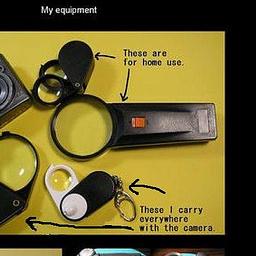 My equipment
These are
for home use.
These I carry
everywhere
with the camera.